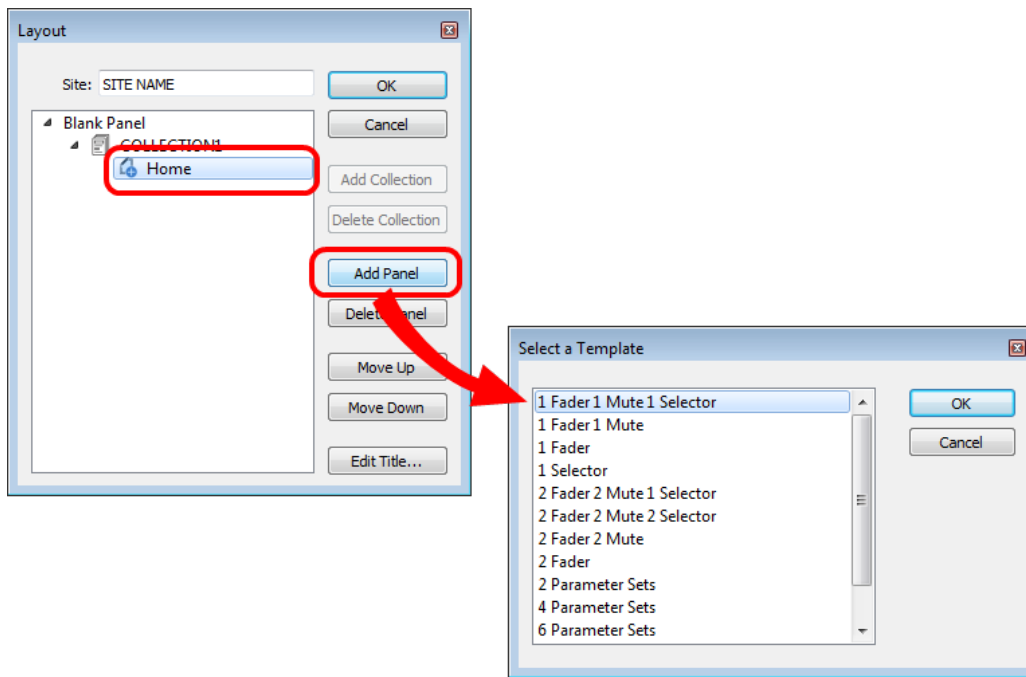 Layout
Site: SITE NAME
OK
Blank Panel
Cancel
COLLECTION1
Home
Add Collection
Delete Collection
Add Panel
Move Up
Move Down
Edit Title...
Select a Template
1 Fader 1 Mute 1 Selector
1 Fader 1 Mute
1 Fader
1 Selector
2 Fader 2 Mute 1 Selector
2 Fader 2 Mute 2 Selector
2 Fader 2 Mute
2 Fader
2 Parameter Sets
4 Parameter Sets
6 Parameter Sets
OK
Cancel